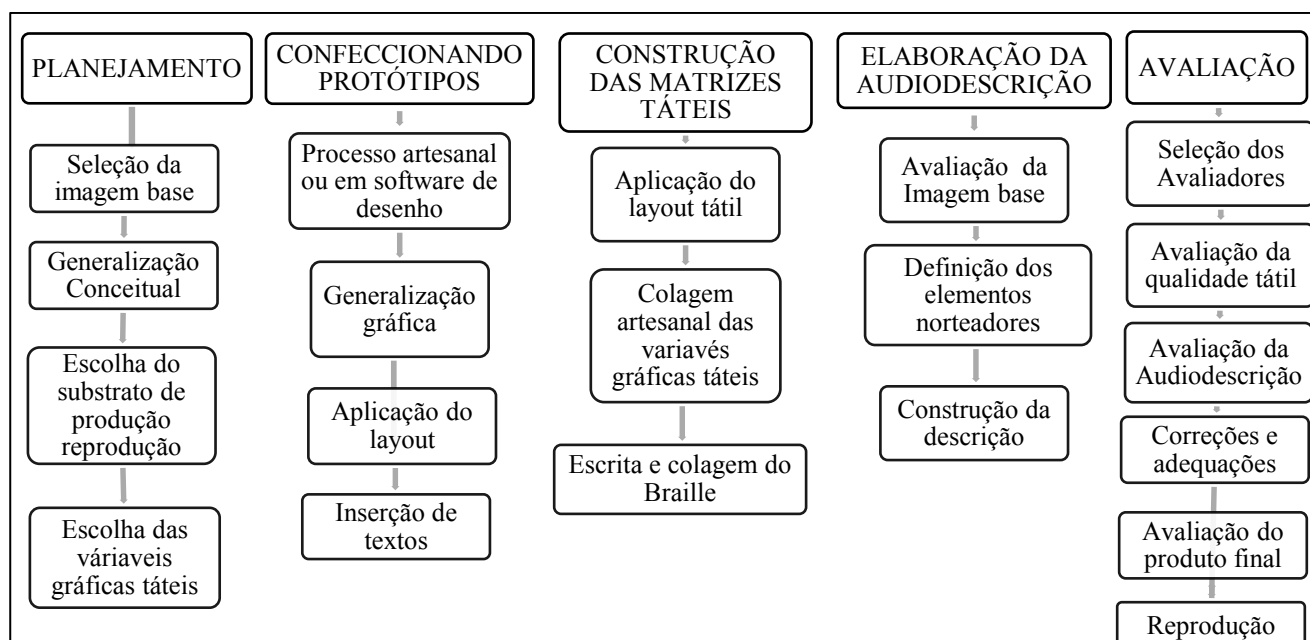 PLANEJAMENTO
Seleção da
imagem base
Generalização
Conceitual
Escolha do
substrato de
produção
reprodução
Escolha das
váriaveis
gráficas táteis
CONFECCIONANDO
PROTÓTIPOS
Processo artesanal
ou em software de
desenho
Generalização
gráfica
Aplicação do
layout
Inserção de
textos
CONSTRUÇÃO
DAS MATRIZES
TÁTEIS
Aplicação do
layout tátil
Colagem
artesanal das
variavés
gráficas táteis
Escrita e colagem do
Braille
ELABORAÇÃO DA
AUDIODESCRIÇÃO
Avaliação da
Imagem base
Definição dos
elementos
norteadores
Construção da
descrição
AVALIAÇÃO
Seleção dos
Avaliadores
Avaliação da
qualidade tátil
Avaliação da
Audiodescrição
Correções e
adequações
Avaliação do
produto final
Reprodução